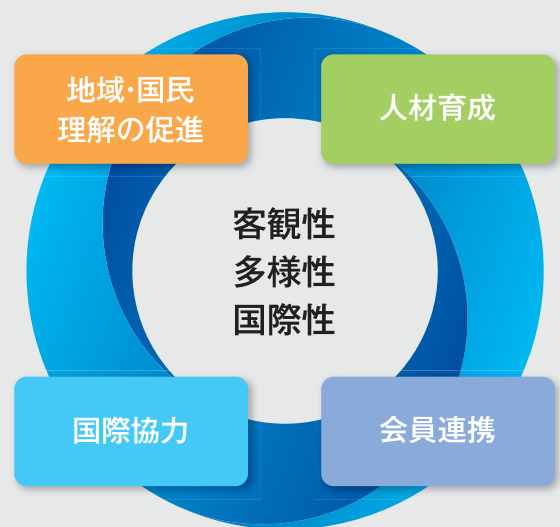 地域・国民
理解の促進
人材育成
客観性
多様性
国際性
国際協力
会員連携